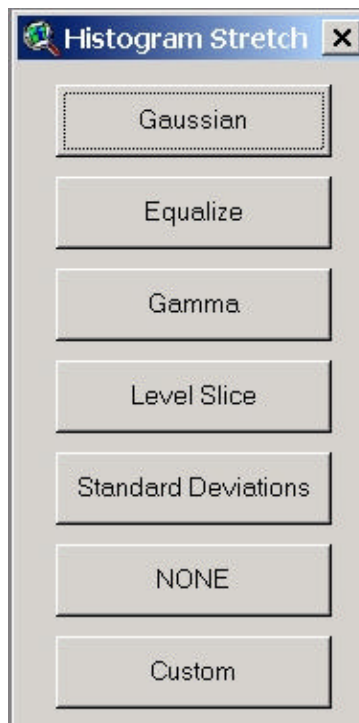 Histogram Stretch
Gaussian
Equalize
Gamma
Level Slice
Standard Deviations
NONE
Custom